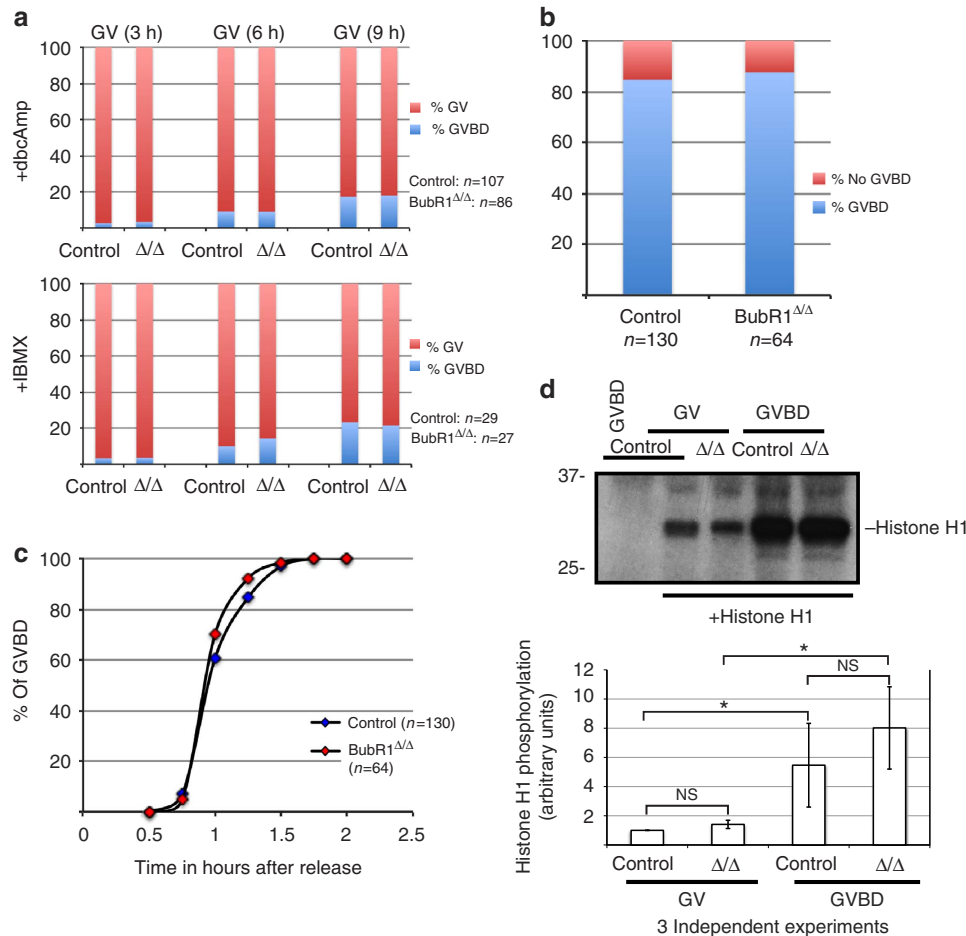 a
GV (3 h) GV (6 h) GV (9 h)
+dbcAmp
100
80
60
40
20
% GV
% GVBD
Control: n=107
BubR1Δ/Δ: n=86
Control Δ/Δ Control Δ/Δ Control Δ/Δ
+IBMX
100
80
60
40
20
% GV
% GVBD
Control: n=29
BubR1Δ/Δ: n=27
Control Δ/Δ Control Δ/Δ Control Δ/Δ
b
100
80
60
40
20
% No GVBD
% GVBD
Control BubR1Δ/Δ
n=130 n=64
c
% Of GVBD
100
80
60
40
20
Control (n=130)
BubR1Δ/Δ
(n=64)
0 0.5 1 1.5 2 2.5
Time in hours after release
d
GVBD GV GVBD
Control Δ/Δ Control Δ/Δ
37-
–Histone H1
25-
+Histone H1
Histone H1 phosphorylation
(arbitrary units)
12
10
8
6
4
2
*
NS
*
NS
Control Δ/Δ Control Δ/Δ
GV GVBD
3 Independent experiments